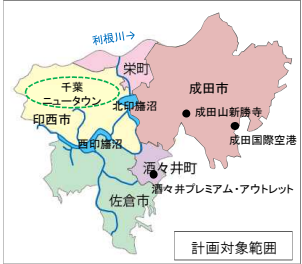 利根川→
栄町
千葉
ニュータウン
成田市
北印旛沼
成田山新勝寺
印西市
成田国際空港
西印旛沼
酒々井町
酒々井プレミアム・アウトレット
佐倉市
計画対象範囲